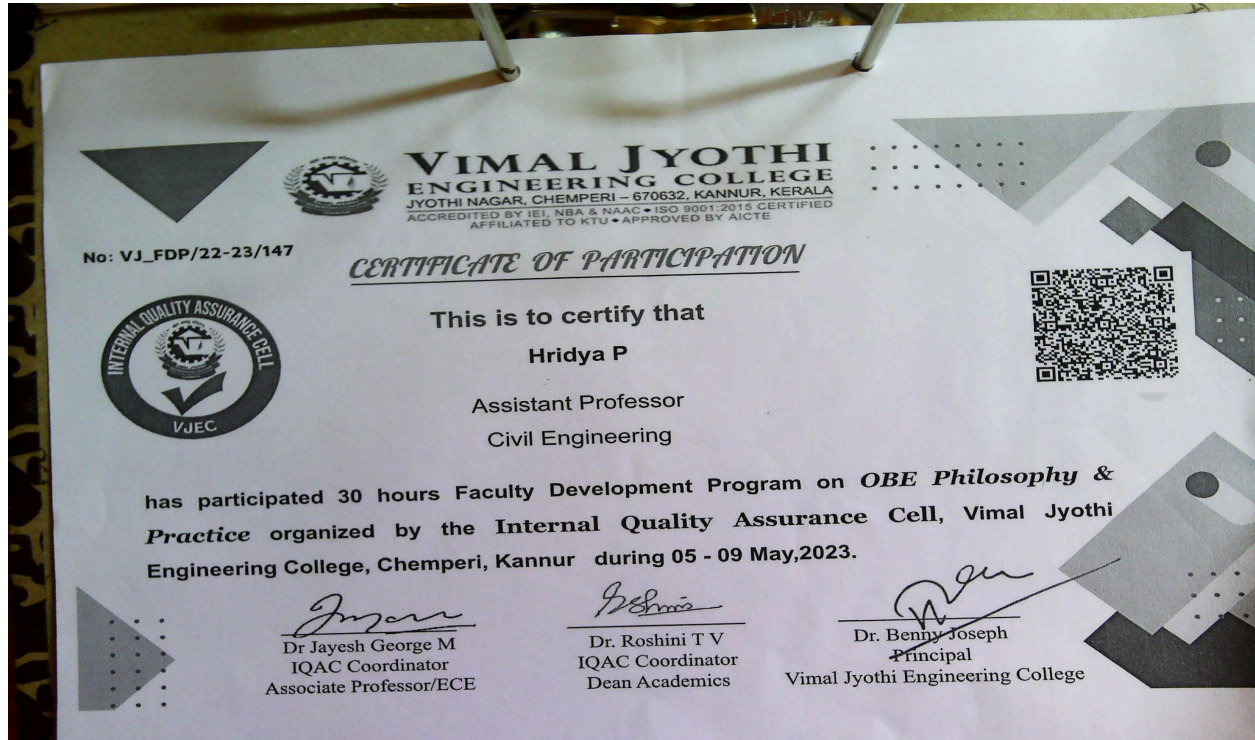 VIMAL JYOTHI
ENGINEERING COLLEGE
JYOTHI NAGAR, CHEMPERI – 670632, KANNUR, KERALA
ACCREDITED BY IEI, NBA & NAAC • ISO 9001:2015 CERTIFIED
AFFILIATED TO KTU • APPROVED BY AICTE
No: VJ_FDP/22-23/147
CERTIFICATE OF PARTICIPATION
INTERNAL QUALITY ASSURANCE CELL
VJEC
This is to certify that
Hridya P
Assistant Professor
Civil Engineering
has participated 30 hours Faculty Development Program on OBE Philosophy &
Practice organized by the Internal Quality Assurance Cell, Vimal Jyothi
Engineering College, Chemperi, Kannur during 05 - 09 May,2023.
Dr Jayesh George M
IQAC Coordinator
Associate Professor/ECE
Dr. Roshini T V
IQAC Coordinator
Dean Academics
Dr. Benny Joseph
Principal
Vimal Jyothi Engineering College